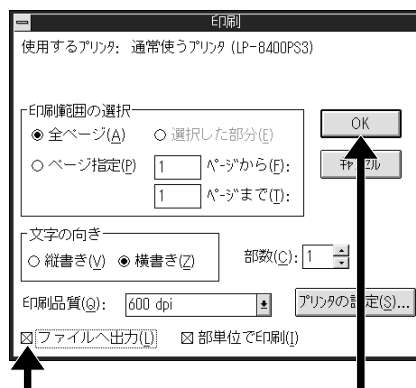 印刷
使用するプリンタ: 通常使うプリンタ (LP-8400PS3)
印刷範囲の選択
全ページ(A) 選択した部分(E)
ページ指定(P) 1 ページから(F):
1 ページまで(T):
OK
キャンセル
文字の向き
縦書き(V) 横書き(Z)
部数(C): 1
印刷品質(Q): 600 dpi
プリンタの設定(S)...
ファイルへ出力(L) 部単位で印刷(I)